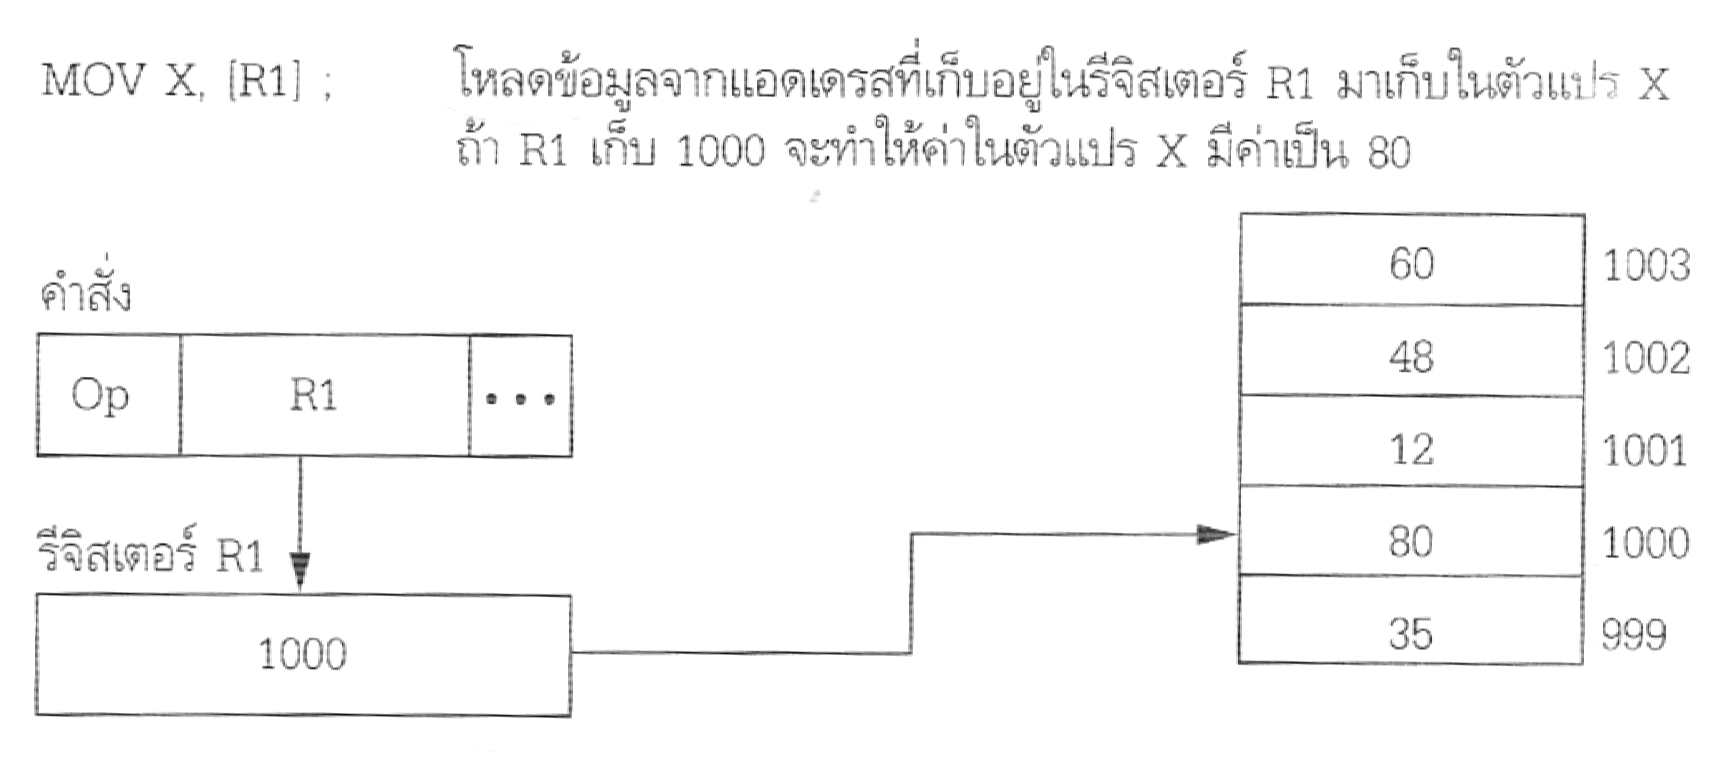 MOV X, [R1] ; โหลดข้อมูลจากแอดเดรสที่เก็บอยู่ในรีจิสเตอร์ R1 มาเก็บในตัวแปร X
ถ้า R1 เก็บ 1000 จะทำให้ค่าในตัวแปร X มีค่าเป็น 80
คำสั่ง
Op R1 •••
รีจิสเตอร์ R1
1000
60 1003
48 1002
12 1001
80 1000
35 999